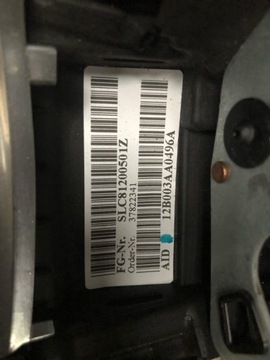 FG-Nr. SLC81200501Z
Order-Nr. 37822341
AID 12B003AA0496A